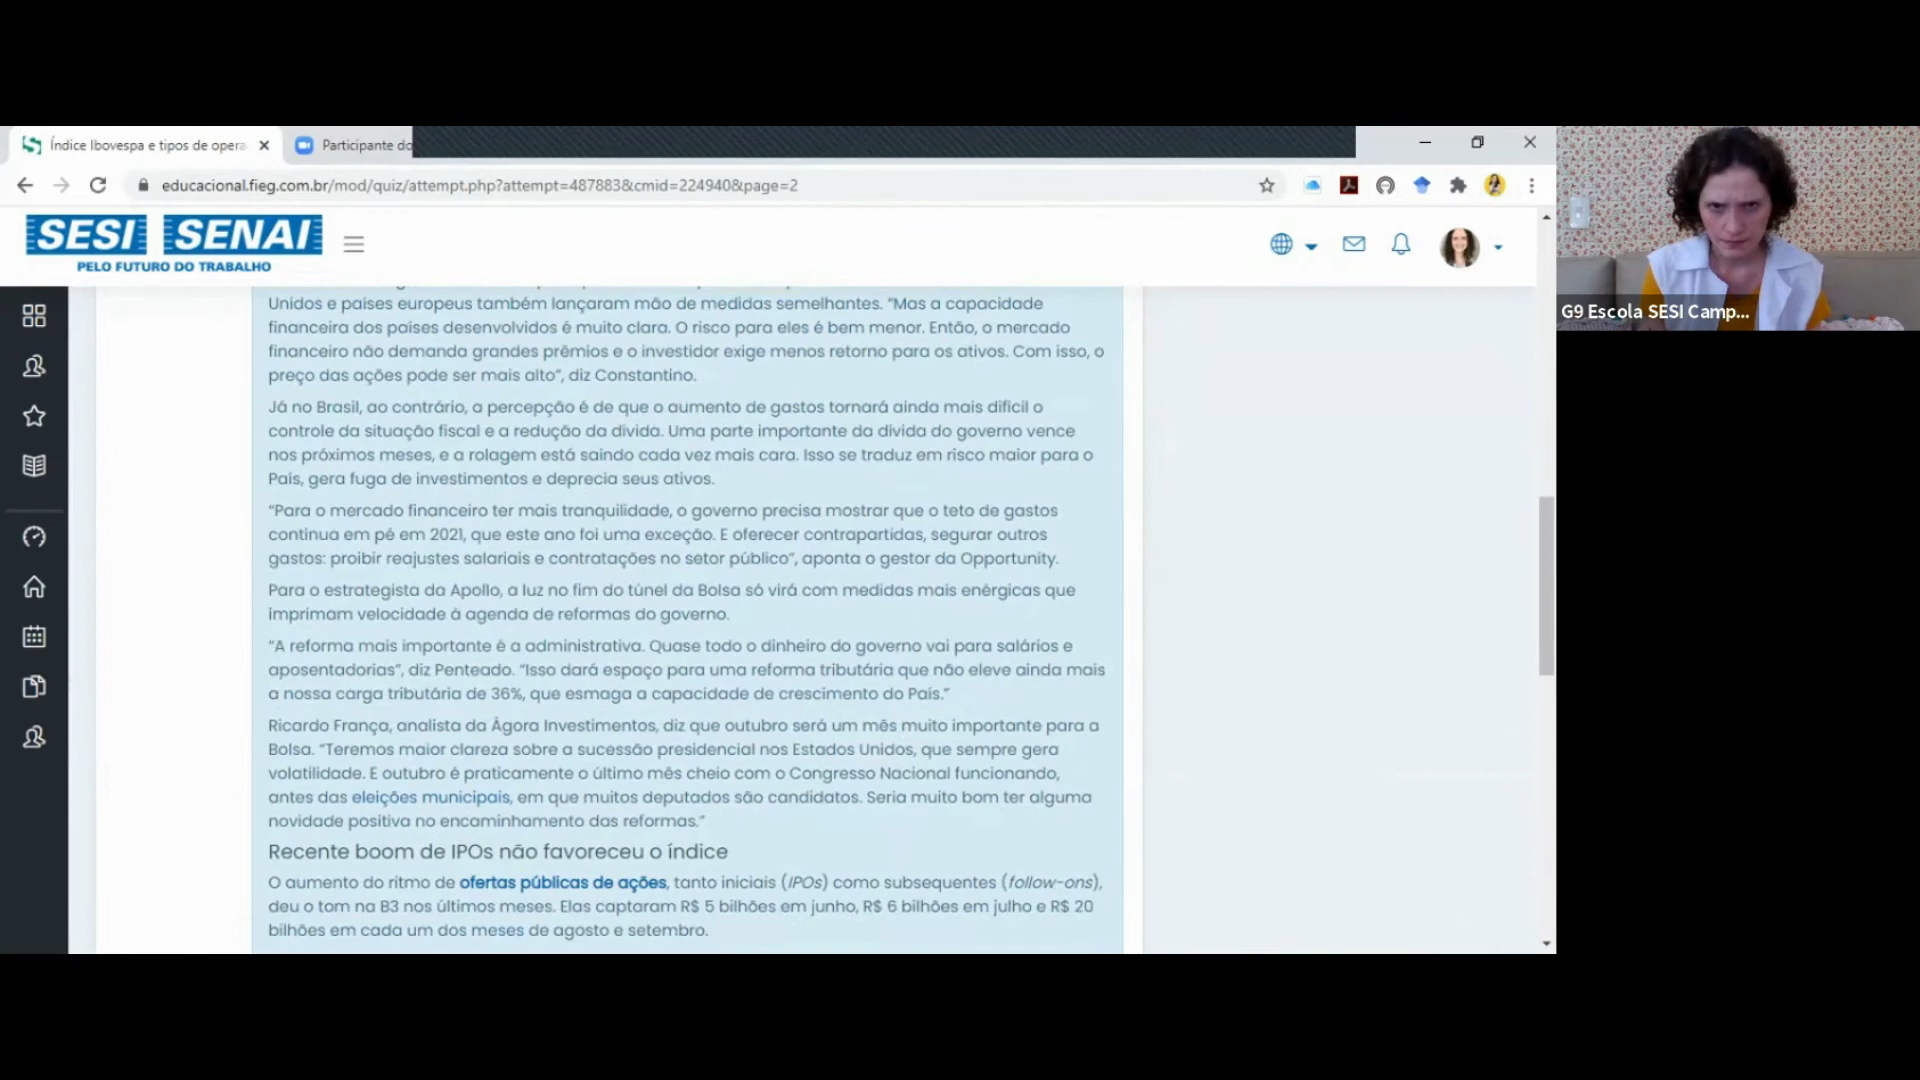 Índice Ibovespa e tipos de opera
Participante do
educacional.fieg.com.br/mod/quiz/attempt.php?attempt=487883&cmid=224940&page=2
SESI SENAI
PELO FUTURO DO TRABALHO
G9 Escola SESI Camp...
Unidos e países europeus também lançaram mão de medidas semelhantes. "Mas a capacidade
financeira dos países desenvolvidos é muito clara. O risco para eles é bem menor. Então, o mercado
financeiro não demanda grandes prêmios e o investidor exige menos retorno para os ativos. Com isso, o
preço das ações pode ser mais alto", diz Constantino.
Já no Brasil, ao contrário, a percepção é de que o aumento de gastos tornará ainda mais difícil o
controle da situação fiscal e a redução da dívida. Uma parte importante da dívida do governo vence
nos próximos meses, e a rolagem está saindo cada vez mais cara. Isso se traduz em risco maior para o
País, gera fuga de investimentos e deprecia seus ativos.
"Para o mercado financeiro ter mais tranquilidade, o governo precisa mostrar que o teto de gastos
continua em pé em 2021, que este ano foi uma exceção. E oferecer contrapartidas, segurar outros
gastos: proibir reajustes salariais e contratações no setor público", aponta o gestor da Opportunity.
Para o estrategista da Apollo, a luz no fim do túnel da Bolsa só virá com medidas mais enérgicas que
imprimam velocidade à agenda de reformas do governo.
"A reforma mais importante é a administrativa. Quase todo o dinheiro do governo vai para salários e
aposentadorias", diz Penteado. "Isso dará espaço para uma reforma tributária que não eleve ainda mais
a nossa carga tributária de 36%, que esmaga a capacidade de crescimento do País."
Ricardo França, analista da Ágora Investimentos, diz que outubro será um mês muito importante para a
Bolsa. "Teremos maior clareza sobre a sucessão presidencial nos Estados Unidos, que sempre gera
volatilidade. E outubro é praticamente o último mês cheio com o Congresso Nacional funcionando,
antes das eleições municipais, em que muitos deputados são candidatos. Seria muito bom ter alguma
novidade positiva no encaminhamento das reformas."
Recente boom de IPOs não favoreceu o índice
O aumento do ritmo de ofertas públicas de ações, tanto iniciais (IPOs) como subsequentes (follow-ons),
deu o tom na B3 nos últimos meses. Elas captaram R$ 5 bilhões em junho, R$ 6 bilhões em julho e R$ 20
bilhões em cada um dos meses de agosto e setembro.